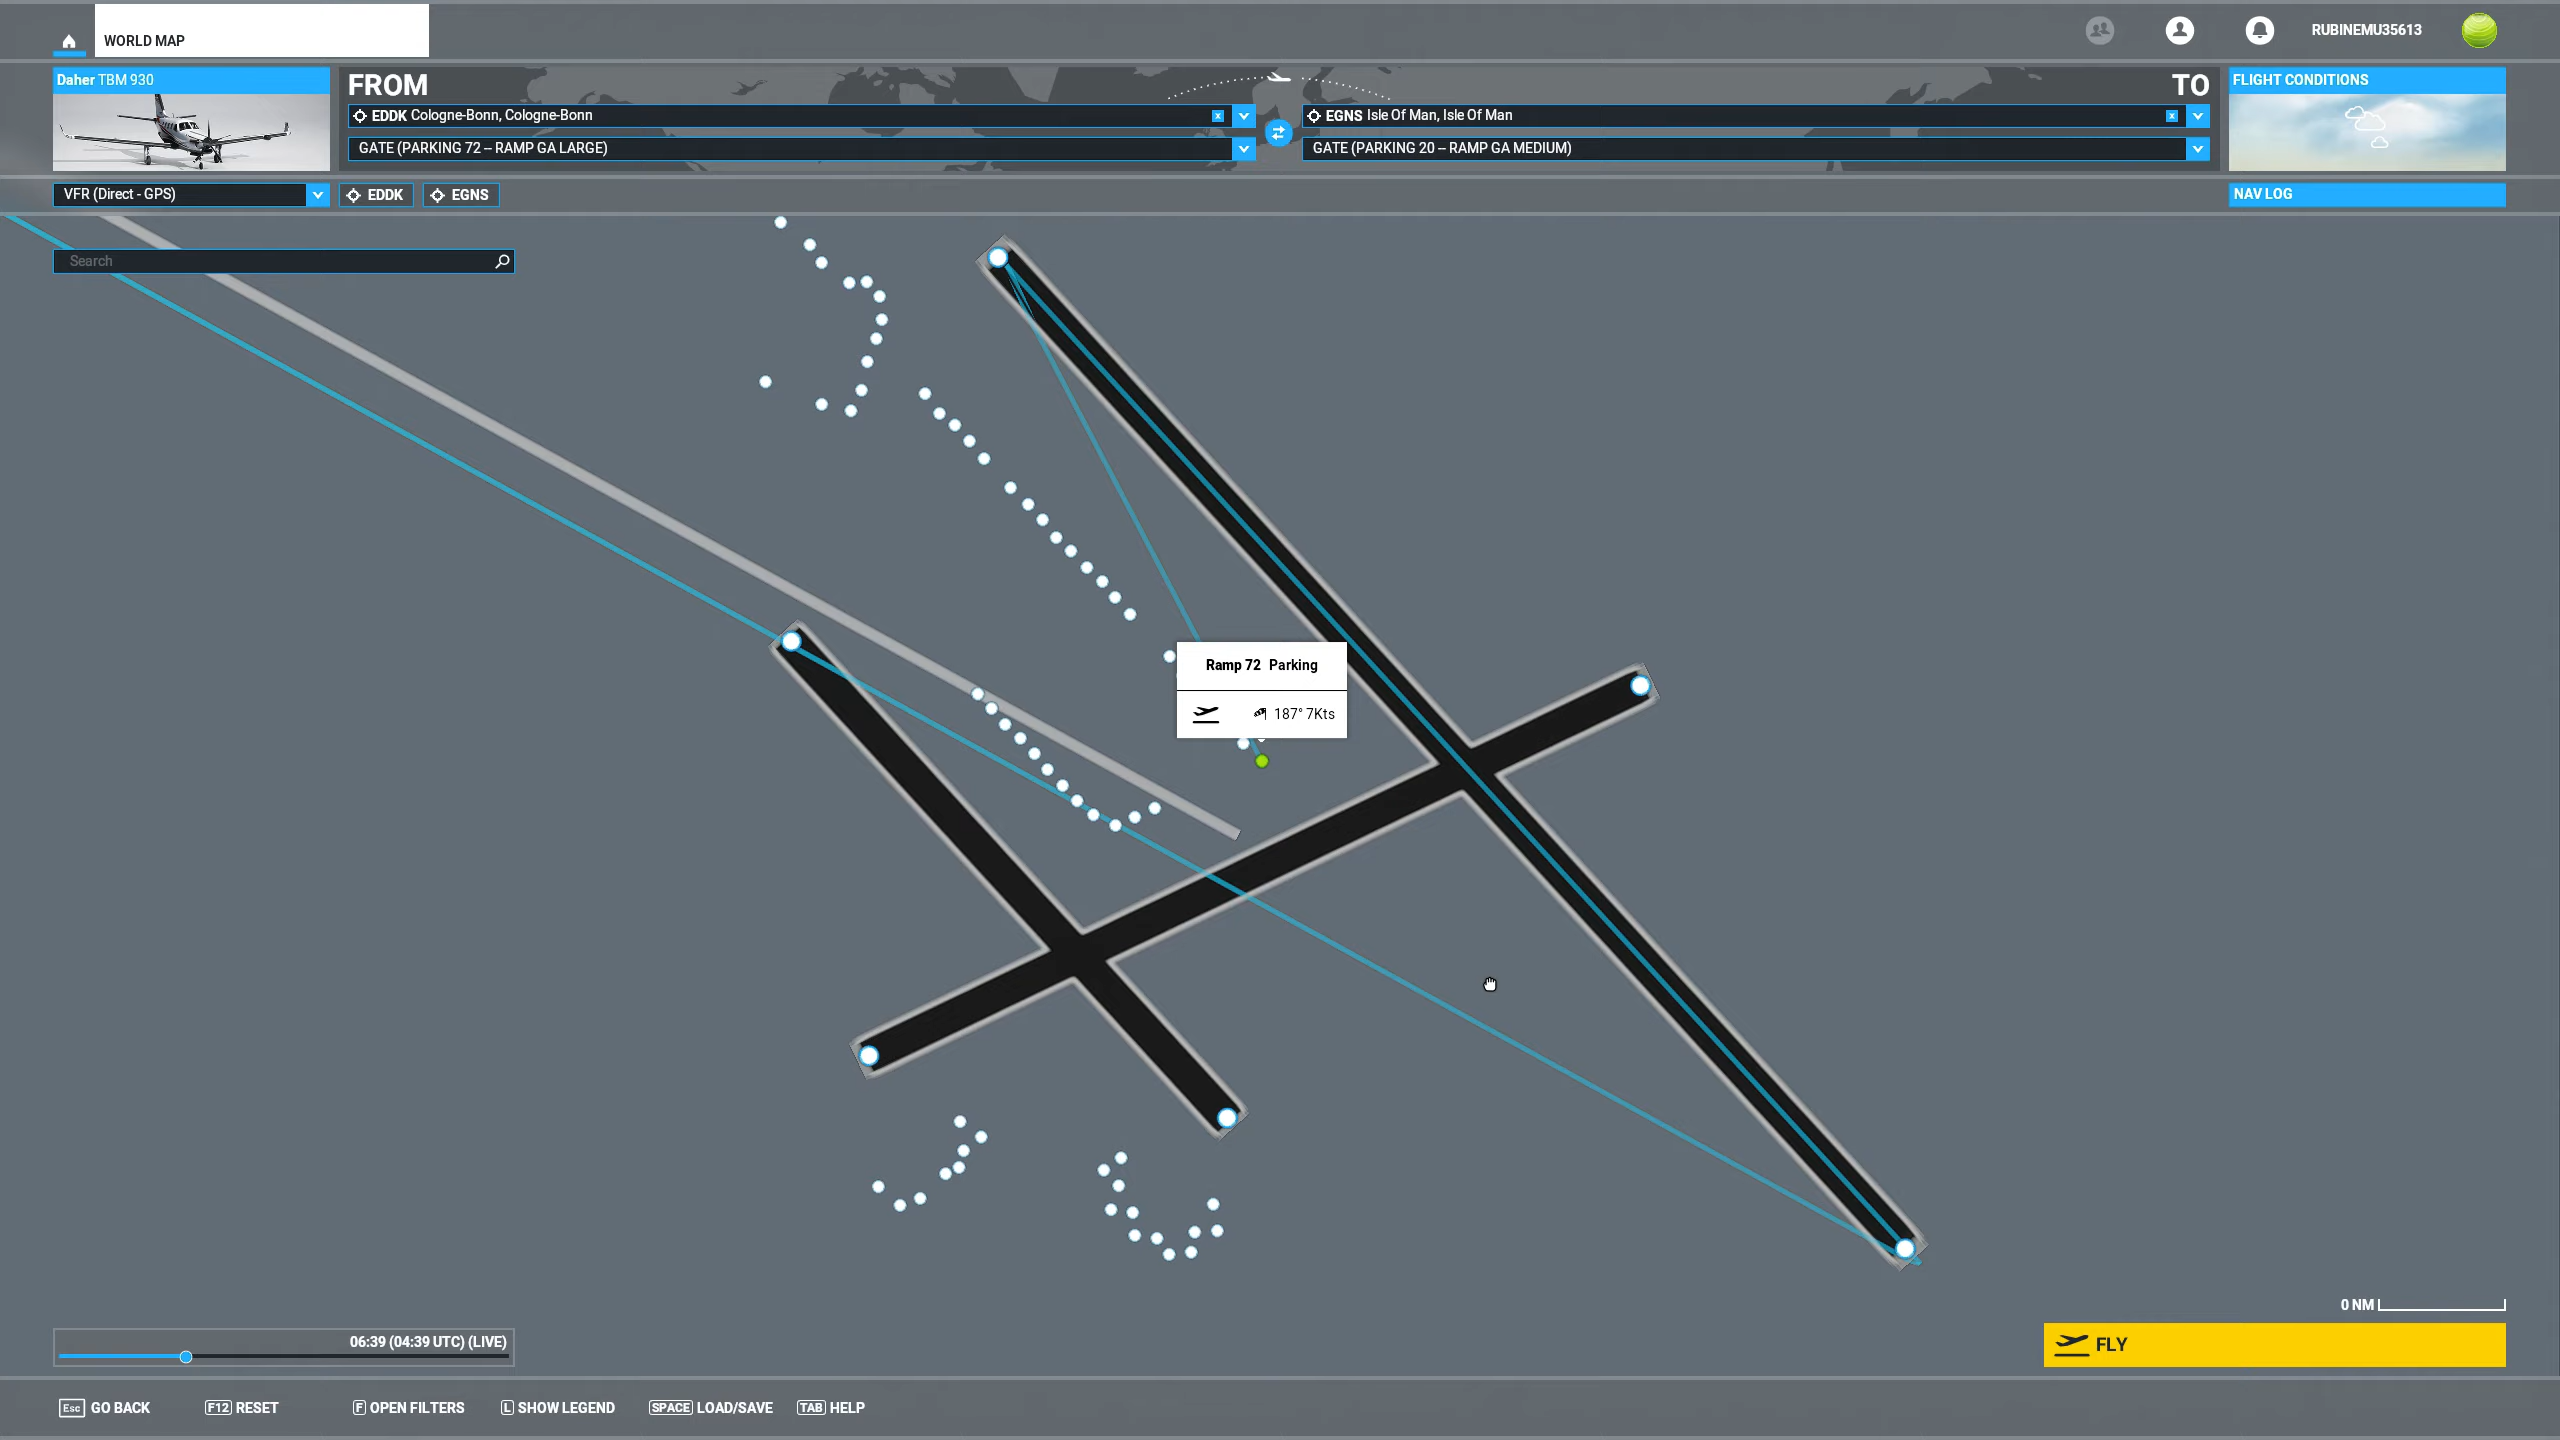 WORLD MAP
RUBINEMU35613
Daher TBM 930
FROM
TO
FLIGHT CONDITIONS
EDDK Cologne-Bonn, Cologne-Bonn
x
EGNS Isle Of Man, Isle Of Man
x
GATE (PARKING 72 – RAMP GA LARGE)
GATE (PARKING 20 – RAMP GA MEDIUM)
VFR (Direct - GPS)
EDDK
EGNS
NAV LOG
Search
Ramp 72 Parking
187° 7Kts
0 NM
06:39 (04:39 UTC) (LIVE)
FLY
Esc GO BACK
F12 RESET
F OPEN FILTERS
L SHOW LEGEND
SPACE LOAD/SAVE
TAB HELP